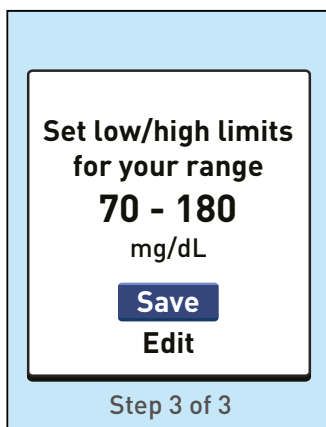 Set low/high limits
for your range
70 - 180
mg/dL
Save
Edit
Step 3 of 3